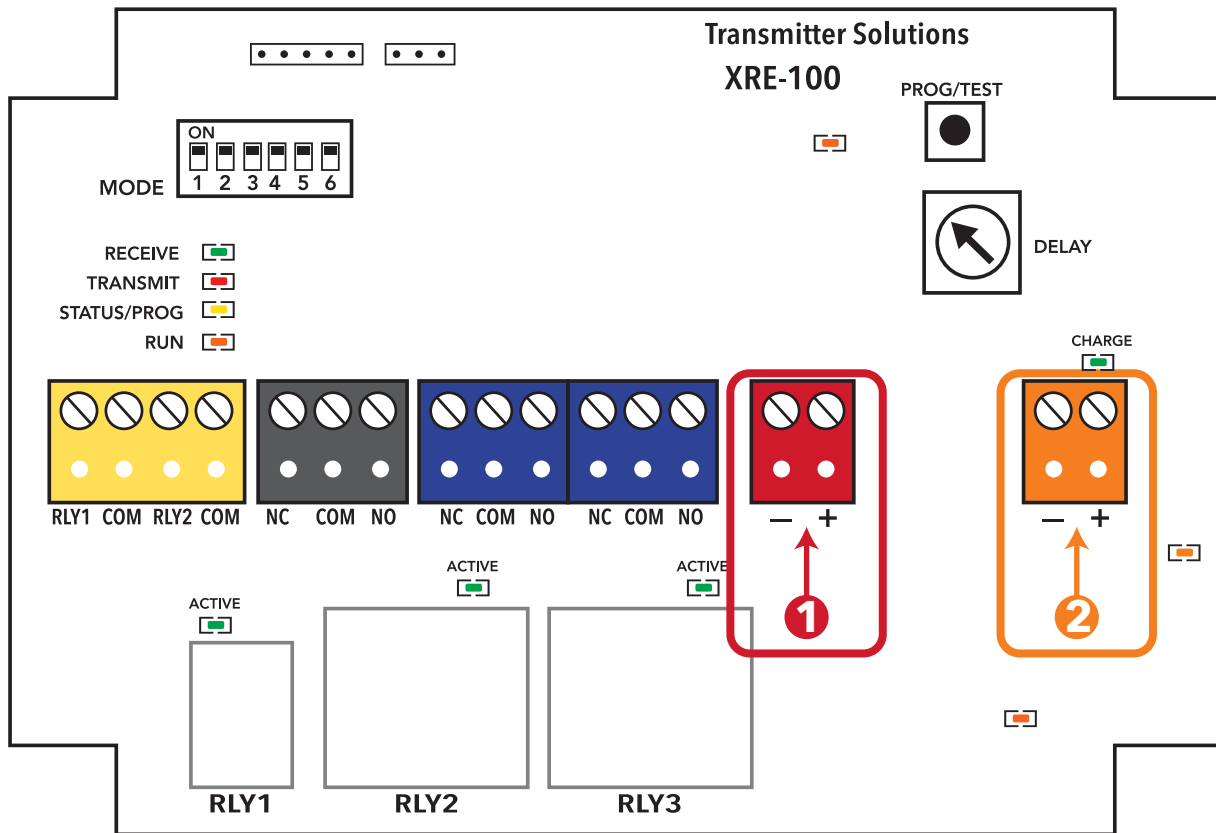 Transmitter Solutions
XRE-100
PROG/TEST
ON
1 2 3 4 5 6
MODE
DELAY
RECEIVE
TRANSMIT
STATUS/PROG
RUN
CHARGE
RLY1 COM RLY2 COM
NC COM NO
NC COM NO
NC COM NO
– +
– +
1
2
ACTIVE
ACTIVE
ACTIVE
RLY1
RLY2
RLY3